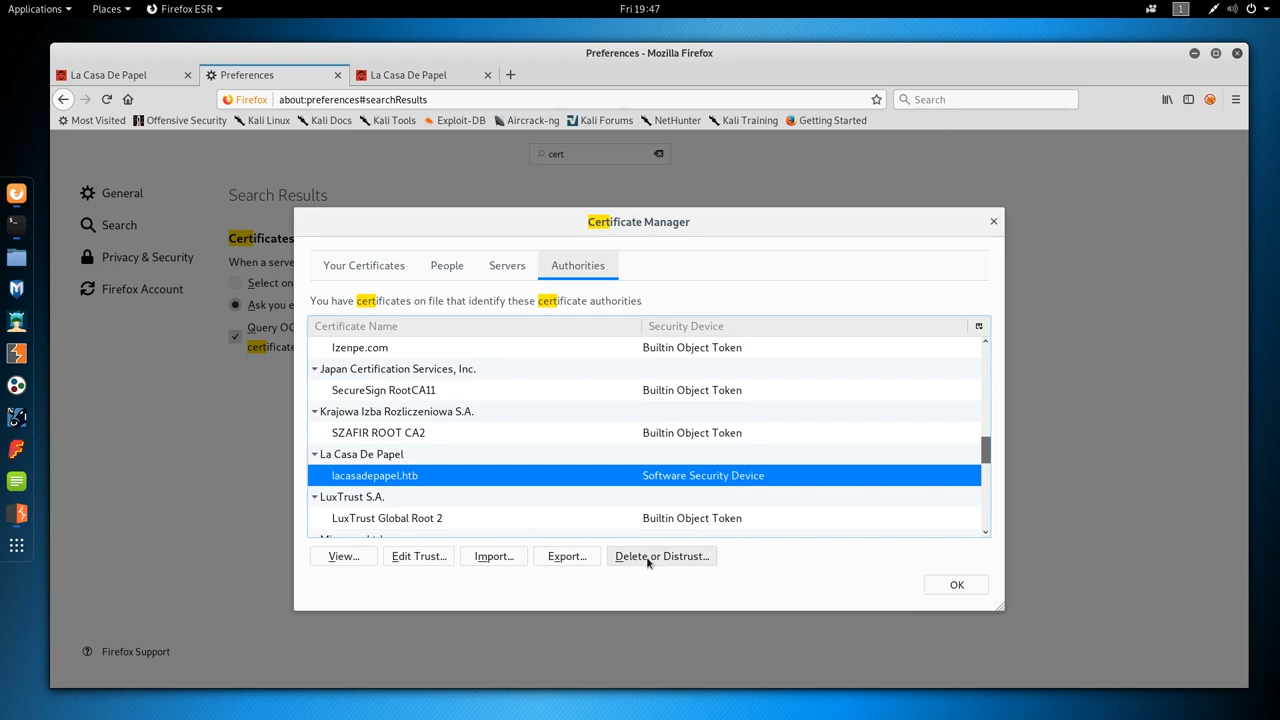 Applications Places Firefox ESR Fri 19:47 1
Preferences - Mozilla Firefox
La Casa De Papel Preferences La Casa De Papel
Firefox about:preferences#searchResults Search
Most Visited Offensive Security Kali Linux Kali Docs Kali Tools Exploit-DB Aircrack-ng Kali Forums NetHunter Kali Training Getting Started
cert
General
Search
Privacy & Security
Firefox Account
Search Results
Certificates
When a serve
Select on
Ask you e
Query OC
certificate
Certificate Manager
Your Certificates People Servers Authorities
You have certificates on file that identify these certificate authorities
Certificate Name Security Device
Izenpe.com Builtin Object Token
Japan Certification Services, Inc.
SecureSign RootCA11 Builtin Object Token
Krajowa Izba Rozliczeniowa S.A.
SZAFIR ROOT CA2 Builtin Object Token
La Casa De Papel
lacasadepapel.htb Software Security Device
LuxTrust S.A.
LuxTrust Global Root 2 Builtin Object Token
View... Edit Trust... Import... Export... Delete or Distrust...
OK
Firefox Support